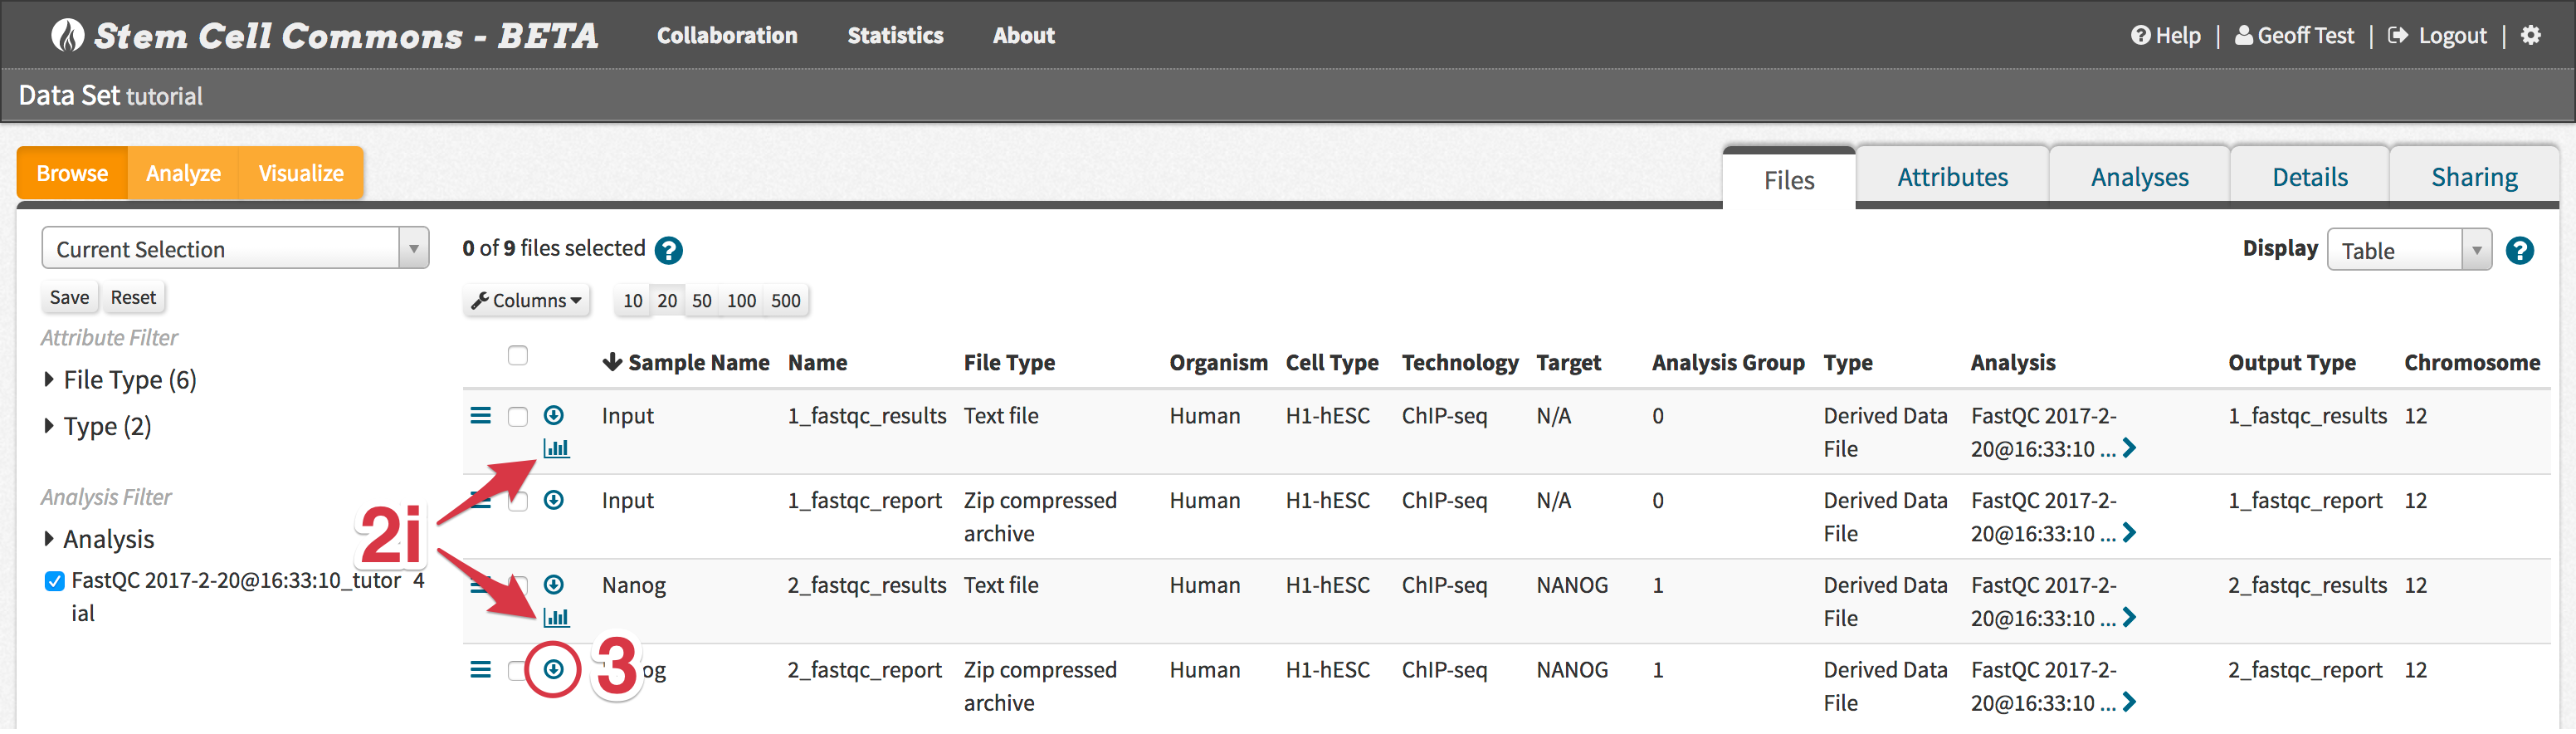 Stem Cell Commons - BETA Collaboration Statistics About Help | Geoff Test | Logout |
Data Set tutorial
Browse Analyze Visualize Files Attributes Analyses Details Sharing
Current Selection
Save Reset
Attribute Filter
File Type (6)
Type (2)
Analysis Filter
Analysis
FastQC 2017-2-20@16:33:10_tutor 4
ial
0 of 9 files selected ? Display Table ?
Columns 10 20 50 100 500
Sample Name Name File Type Organism Cell Type Technology Target Analysis Group Type Analysis Output Type Chromosome
Input 1_fastqc_results Text file Human H1-hESC ChIP-seq N/A 0 Derived Data FastQC 2017-2- 1_fastqc_results 12
File 20@16:33:10 ...
Input 1_fastqc_report Zip compressed Human H1-hESC ChIP-seq N/A 0 Derived Data FastQC 2017-2- 1_fastqc_report 12
archive File 20@16:33:10 ...
2i
Nanog 2_fastqc_results Text file Human H1-hESC ChIP-seq NANOG 1 Derived Data FastQC 2017-2- 2_fastqc_results 12
File 20@16:33:10 ...
3 og 2_fastqc_report Zip compressed Human H1-hESC ChIP-seq NANOG 1 Derived Data FastQC 2017-2- 2_fastqc_report 12
archive File 20@16:33:10 ...